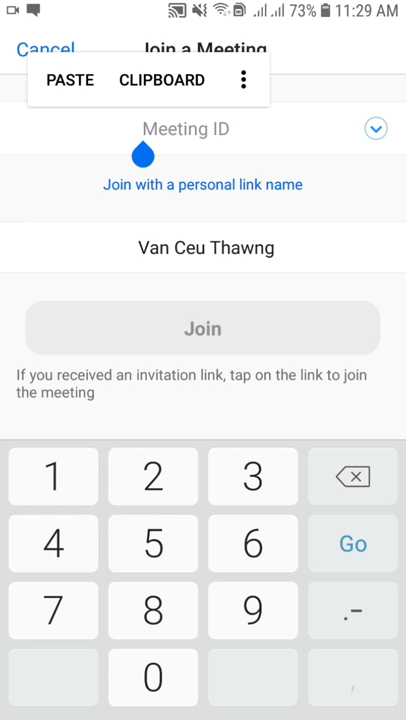 73% 11:29 AM
Cancel Join a Meeting
PASTE CLIPBOARD
Meeting ID
Join with a personal link name
Van Ceu Thawng
Join
If you received an invitation link, tap on the link to join
the meeting
1 2 3
4 5 6 Go
7 8 9 .-
0 ,